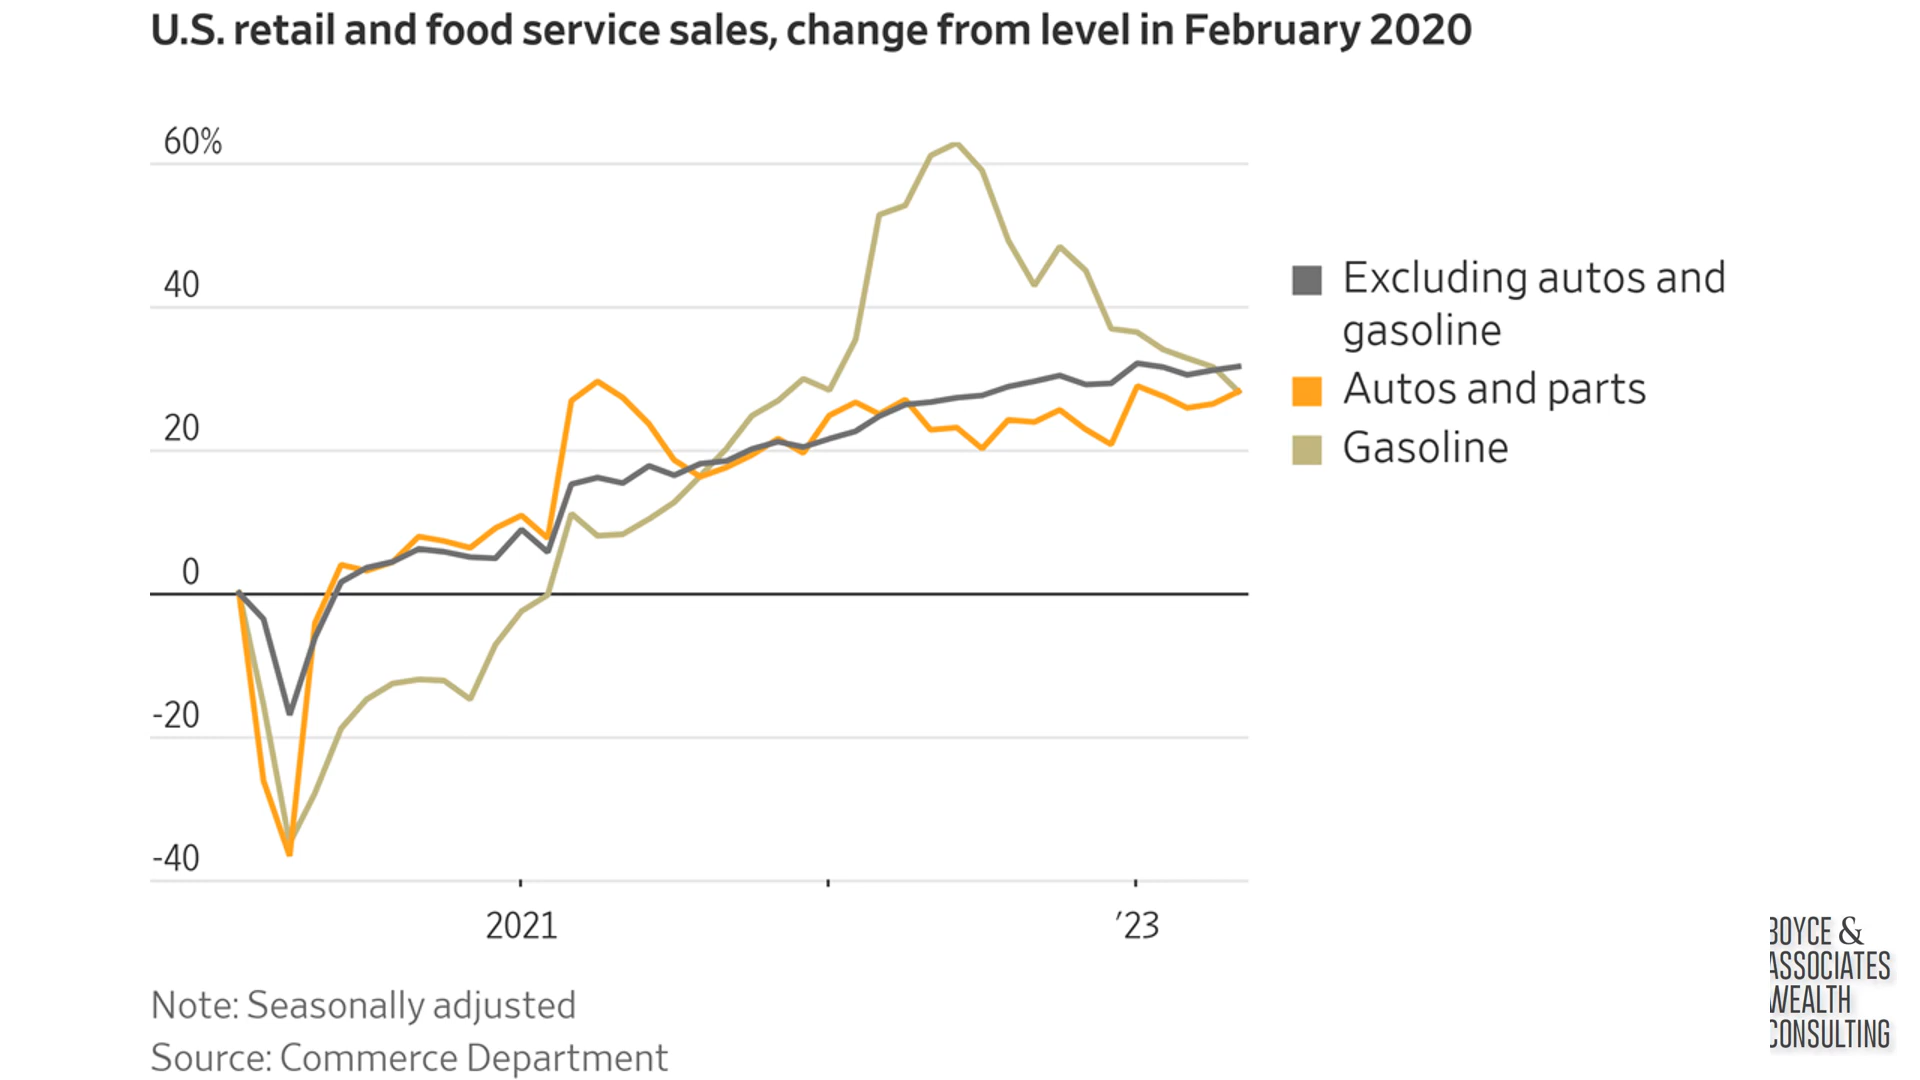 U.S. retail and food service sales, change from level in February 2020
60%
40
20
0
-20
-40
2021
’23
Excluding autos and
gasoline
Autos and parts
Gasoline
Note: Seasonally adjusted
Source: Commerce Department
BOYCE &
ASSOCIATES
WEALTH
CONSULTING